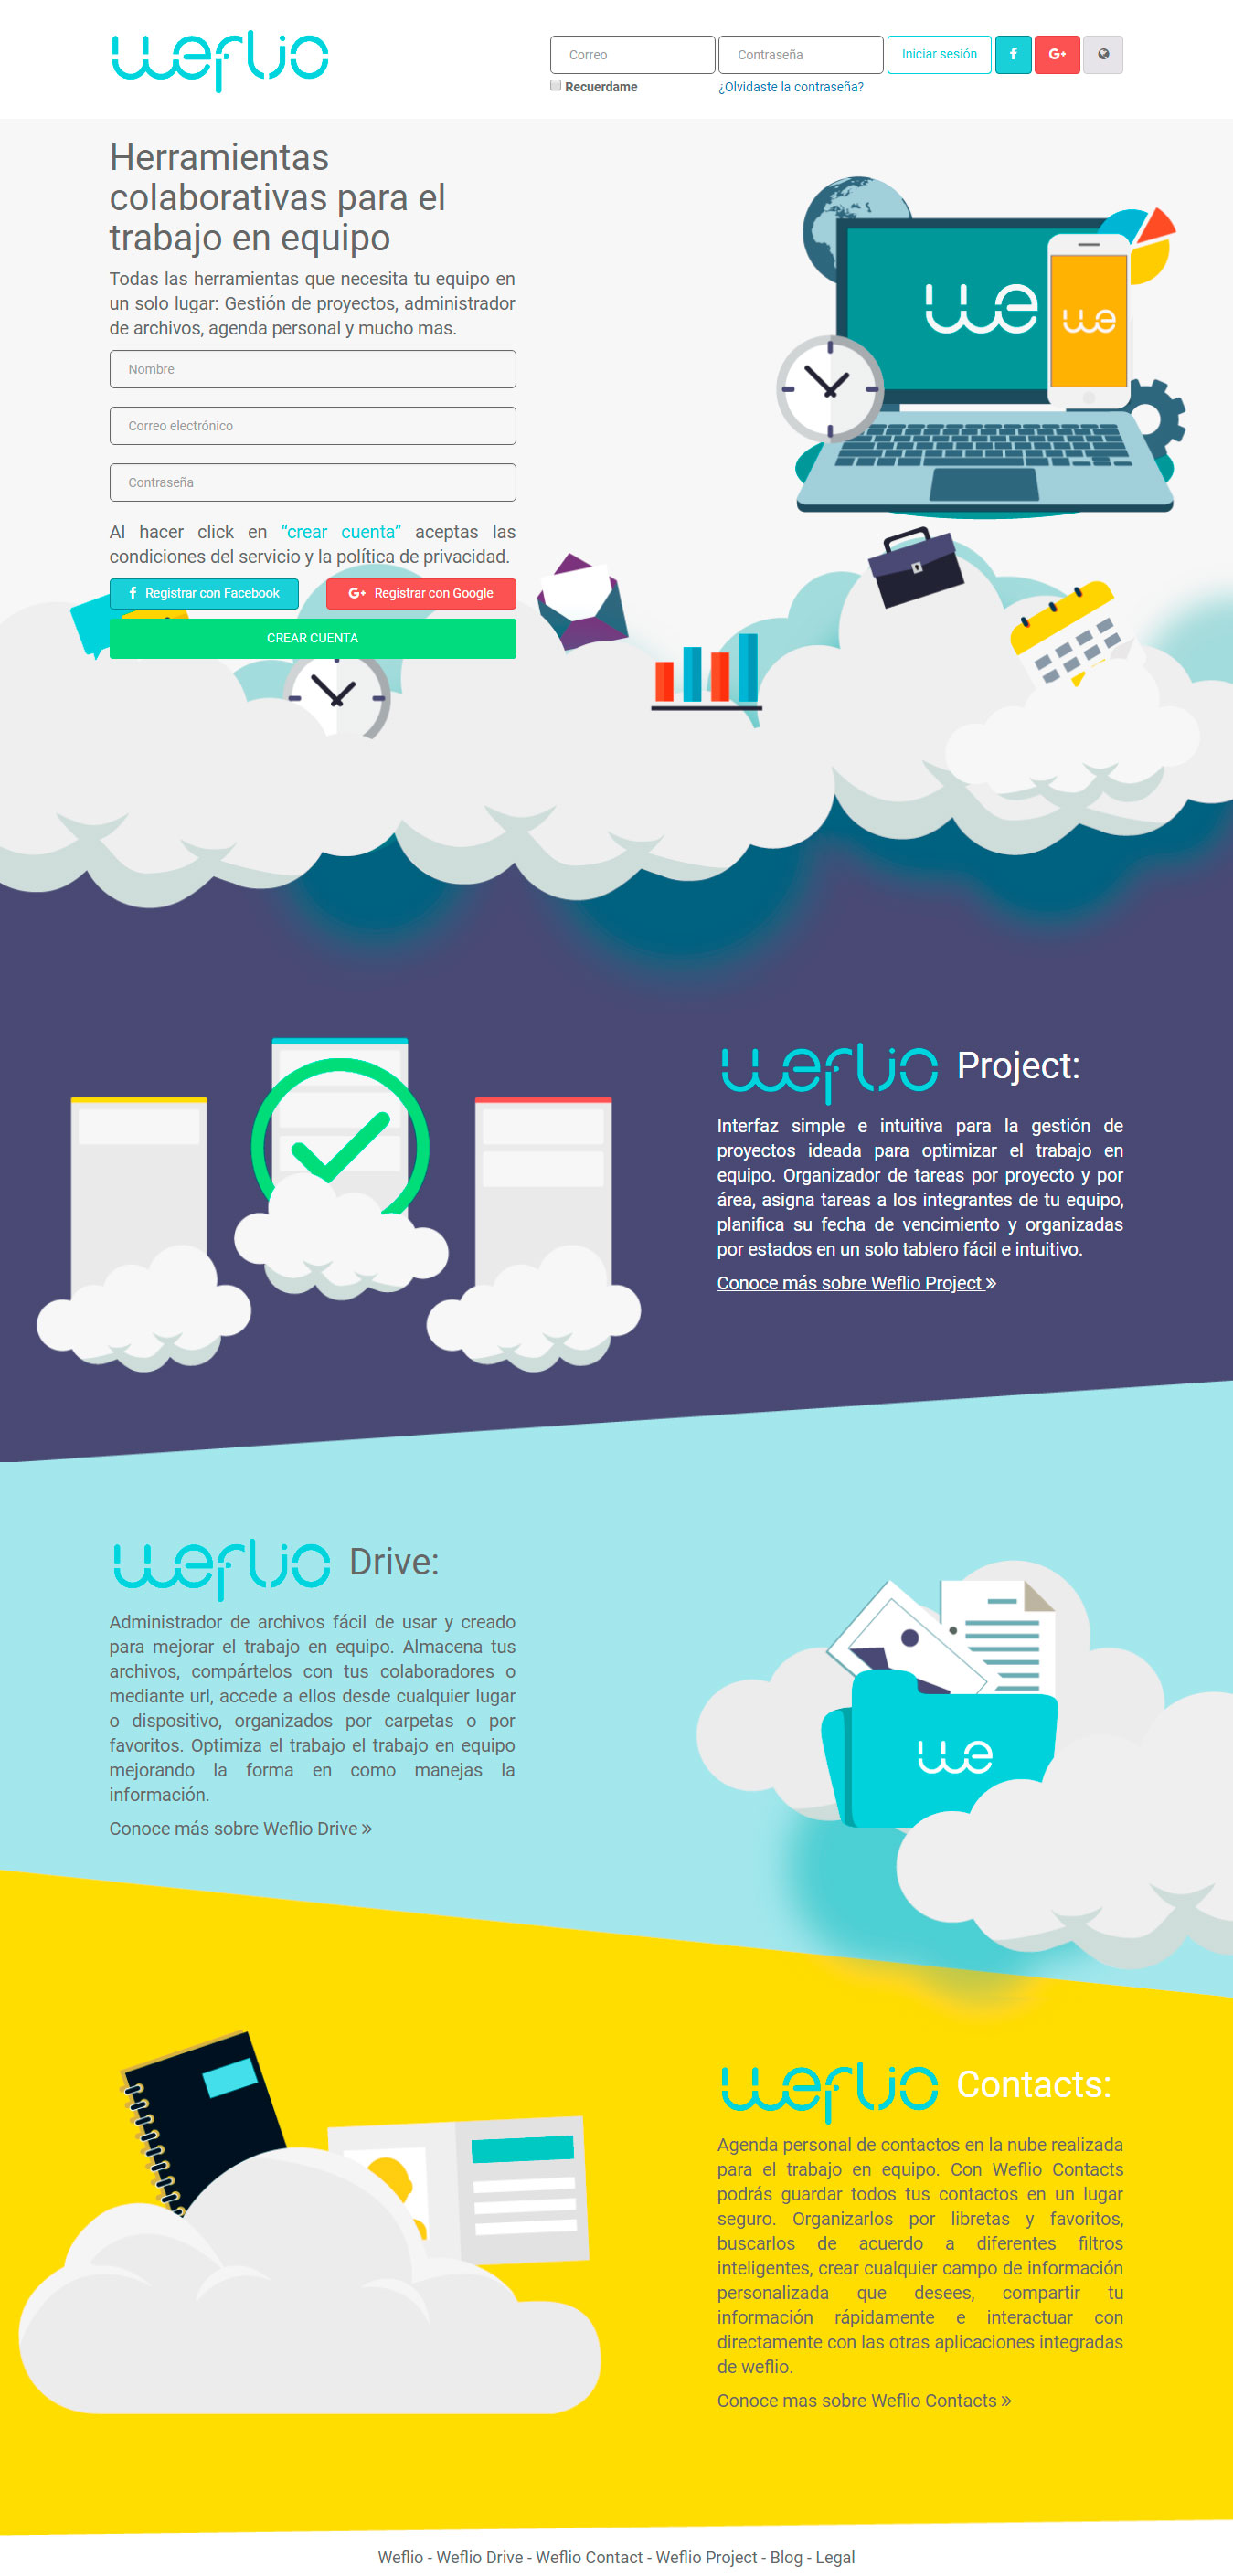 weflio
Correo
Contraseña
Iniciar sesión
Recuerdame
¿Olvidaste la contraseña?
Herramientas
colaborativas para el
trabajo en equipo
Todas las herramientas que necesita tu equipo en
un solo lugar: Gestión de proyectos, administrador
de archivos, agenda personal y mucho mas.
Nombre
Correo electrónico
Contraseña
Al hacer click en “crear cuenta” aceptas las
condiciones del servicio y la política de privacidad.
Registrar con Facebook
Registrar con Google
CREAR CUENTA
we
we
weflio Project:
Interfaz simple e intuitiva para la gestión de
proyectos ideada para optimizar el trabajo en
equipo. Organizador de tareas por proyecto y por
área, asigna tareas a los integrantes de tu equipo,
planifica su fecha de vencimiento y organizadas
por estados en un solo tablero fácil e intuitivo.
Conoce más sobre Weflio Project »
weflio Drive:
Administrador de archivos fácil de usar y creado
para mejorar el trabajo en equipo. Almacena tus
archivos, compártelos con tus colaboradores o
mediante url, accede a ellos desde cualquier lugar
o dispositivo, organizados por carpetas o por
favoritos. Optimiza el trabajo el trabajo en equipo
mejorando la forma en como manejas la
información.
Conoce más sobre Weflio Drive »
we
weflio Contacts:
Agenda personal de contactos en la nube realizada
para el trabajo en equipo. Con Weflio Contacts
podrás guardar todos tus contactos en un lugar
seguro. Organizarlos por libretas y favoritos,
buscarlos de acuerdo a diferentes filtros
inteligentes, crear cualquier campo de información
personalizada que desees, compartir tu
información rápidamente e interactuar con
directamente con las otras aplicaciones integradas
de weflio.
Conoce mas sobre Weflio Contacts »
Weflio - Weflio Drive - Weflio Contact - Weflio Project - Blog - Legal